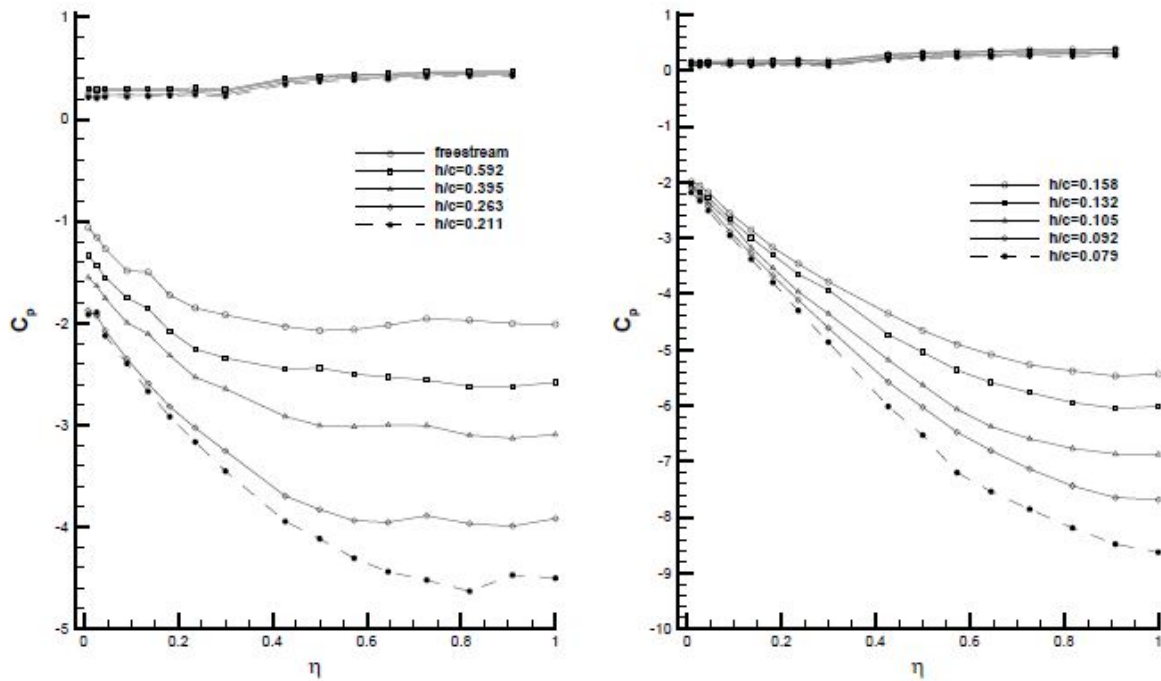 1
0
-1
-2
-3
-4
-5
Cp
freestream
h/c=0.592
h/c=0.395
h/c=0.263
h/c=0.211
0 0.2 0.4 0.6 0.8 1
η
1
0
-1
-2
-3
-4
-5
-6
-7
-8
-9
-10
Cp
h/c=0.158
h/c=0.132
h/c=0.105
h/c=0.092
h/c=0.079
0 0.2 0.4 0.6 0.8 1
η